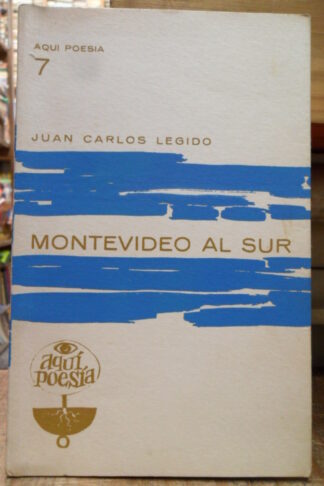 AQUI POESIA
7
JUAN CARLOS LEGIDO
MONTEVIDEO AL SUR
aquí
poesía